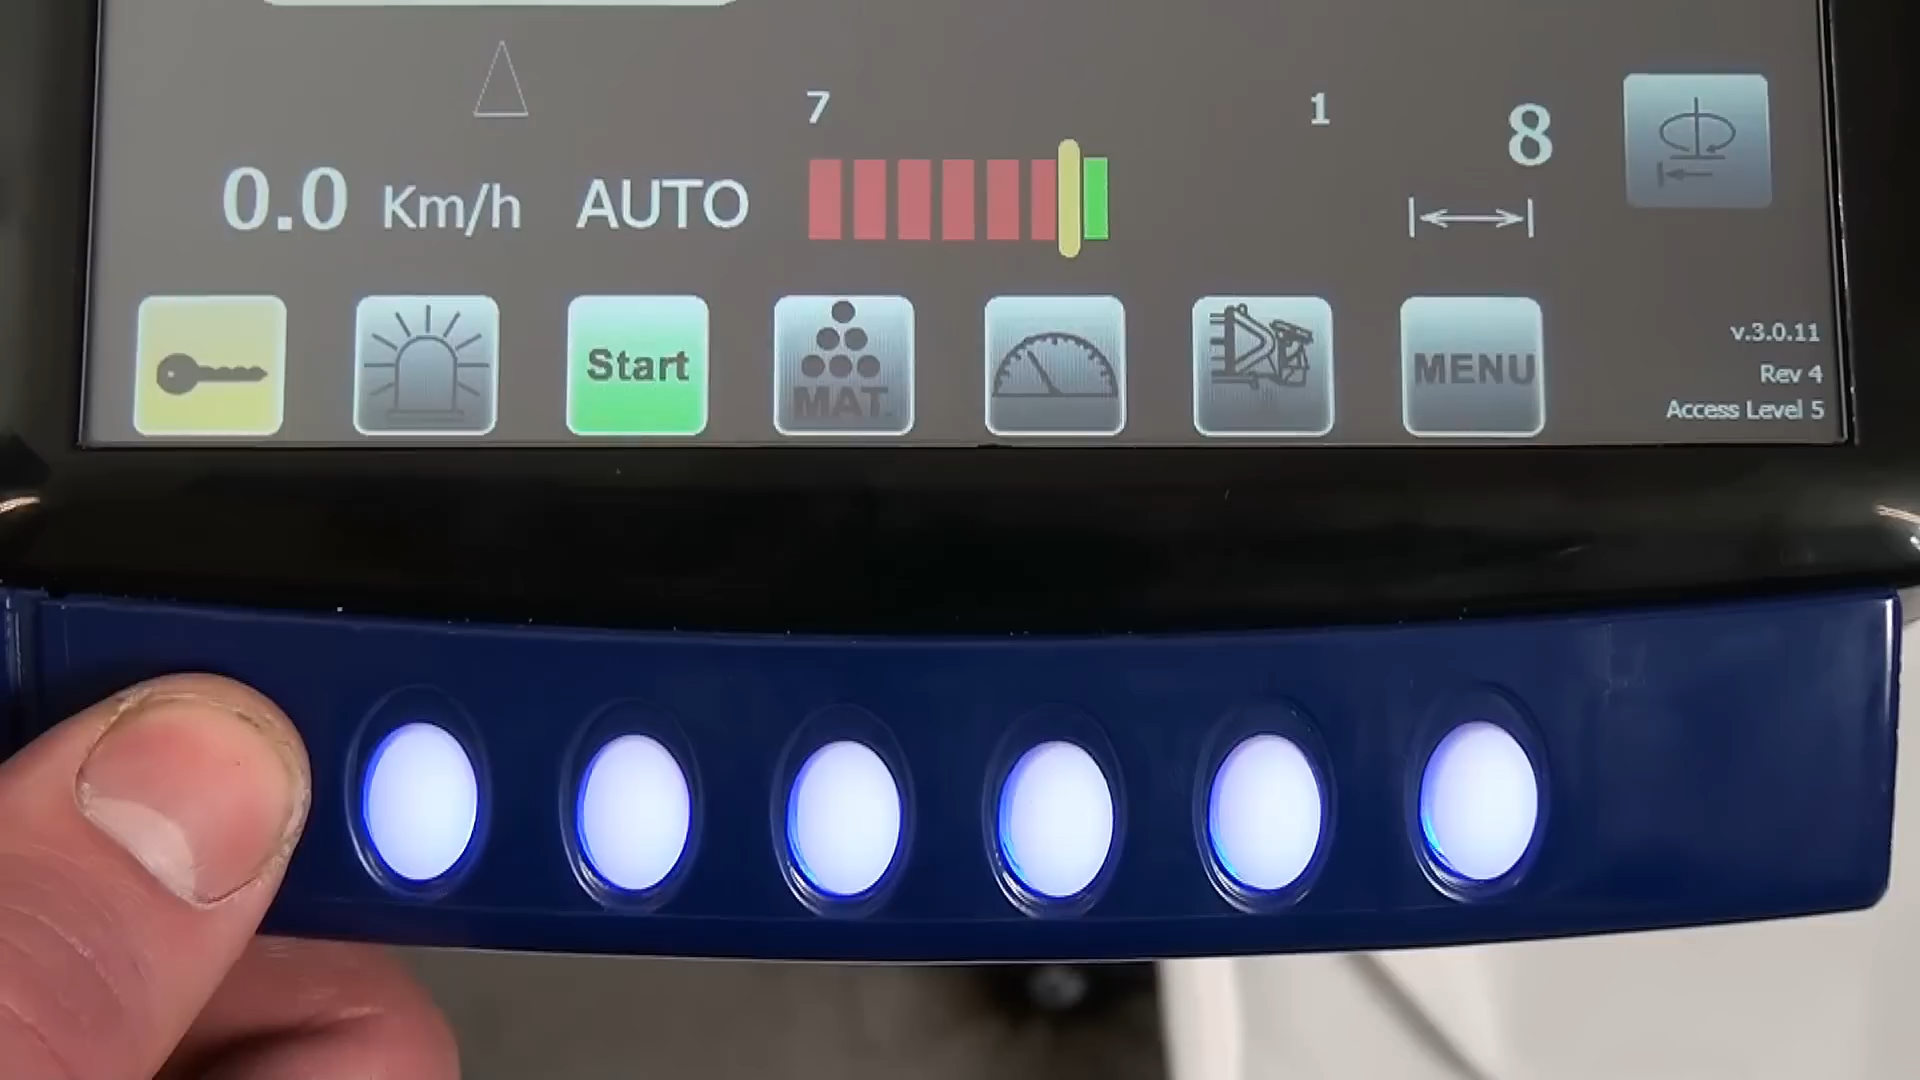 7
1
8
0.0 Km/h AUTO
Start
MAT.
MENU
v.3.0.11
Rev 4
Access Level 5